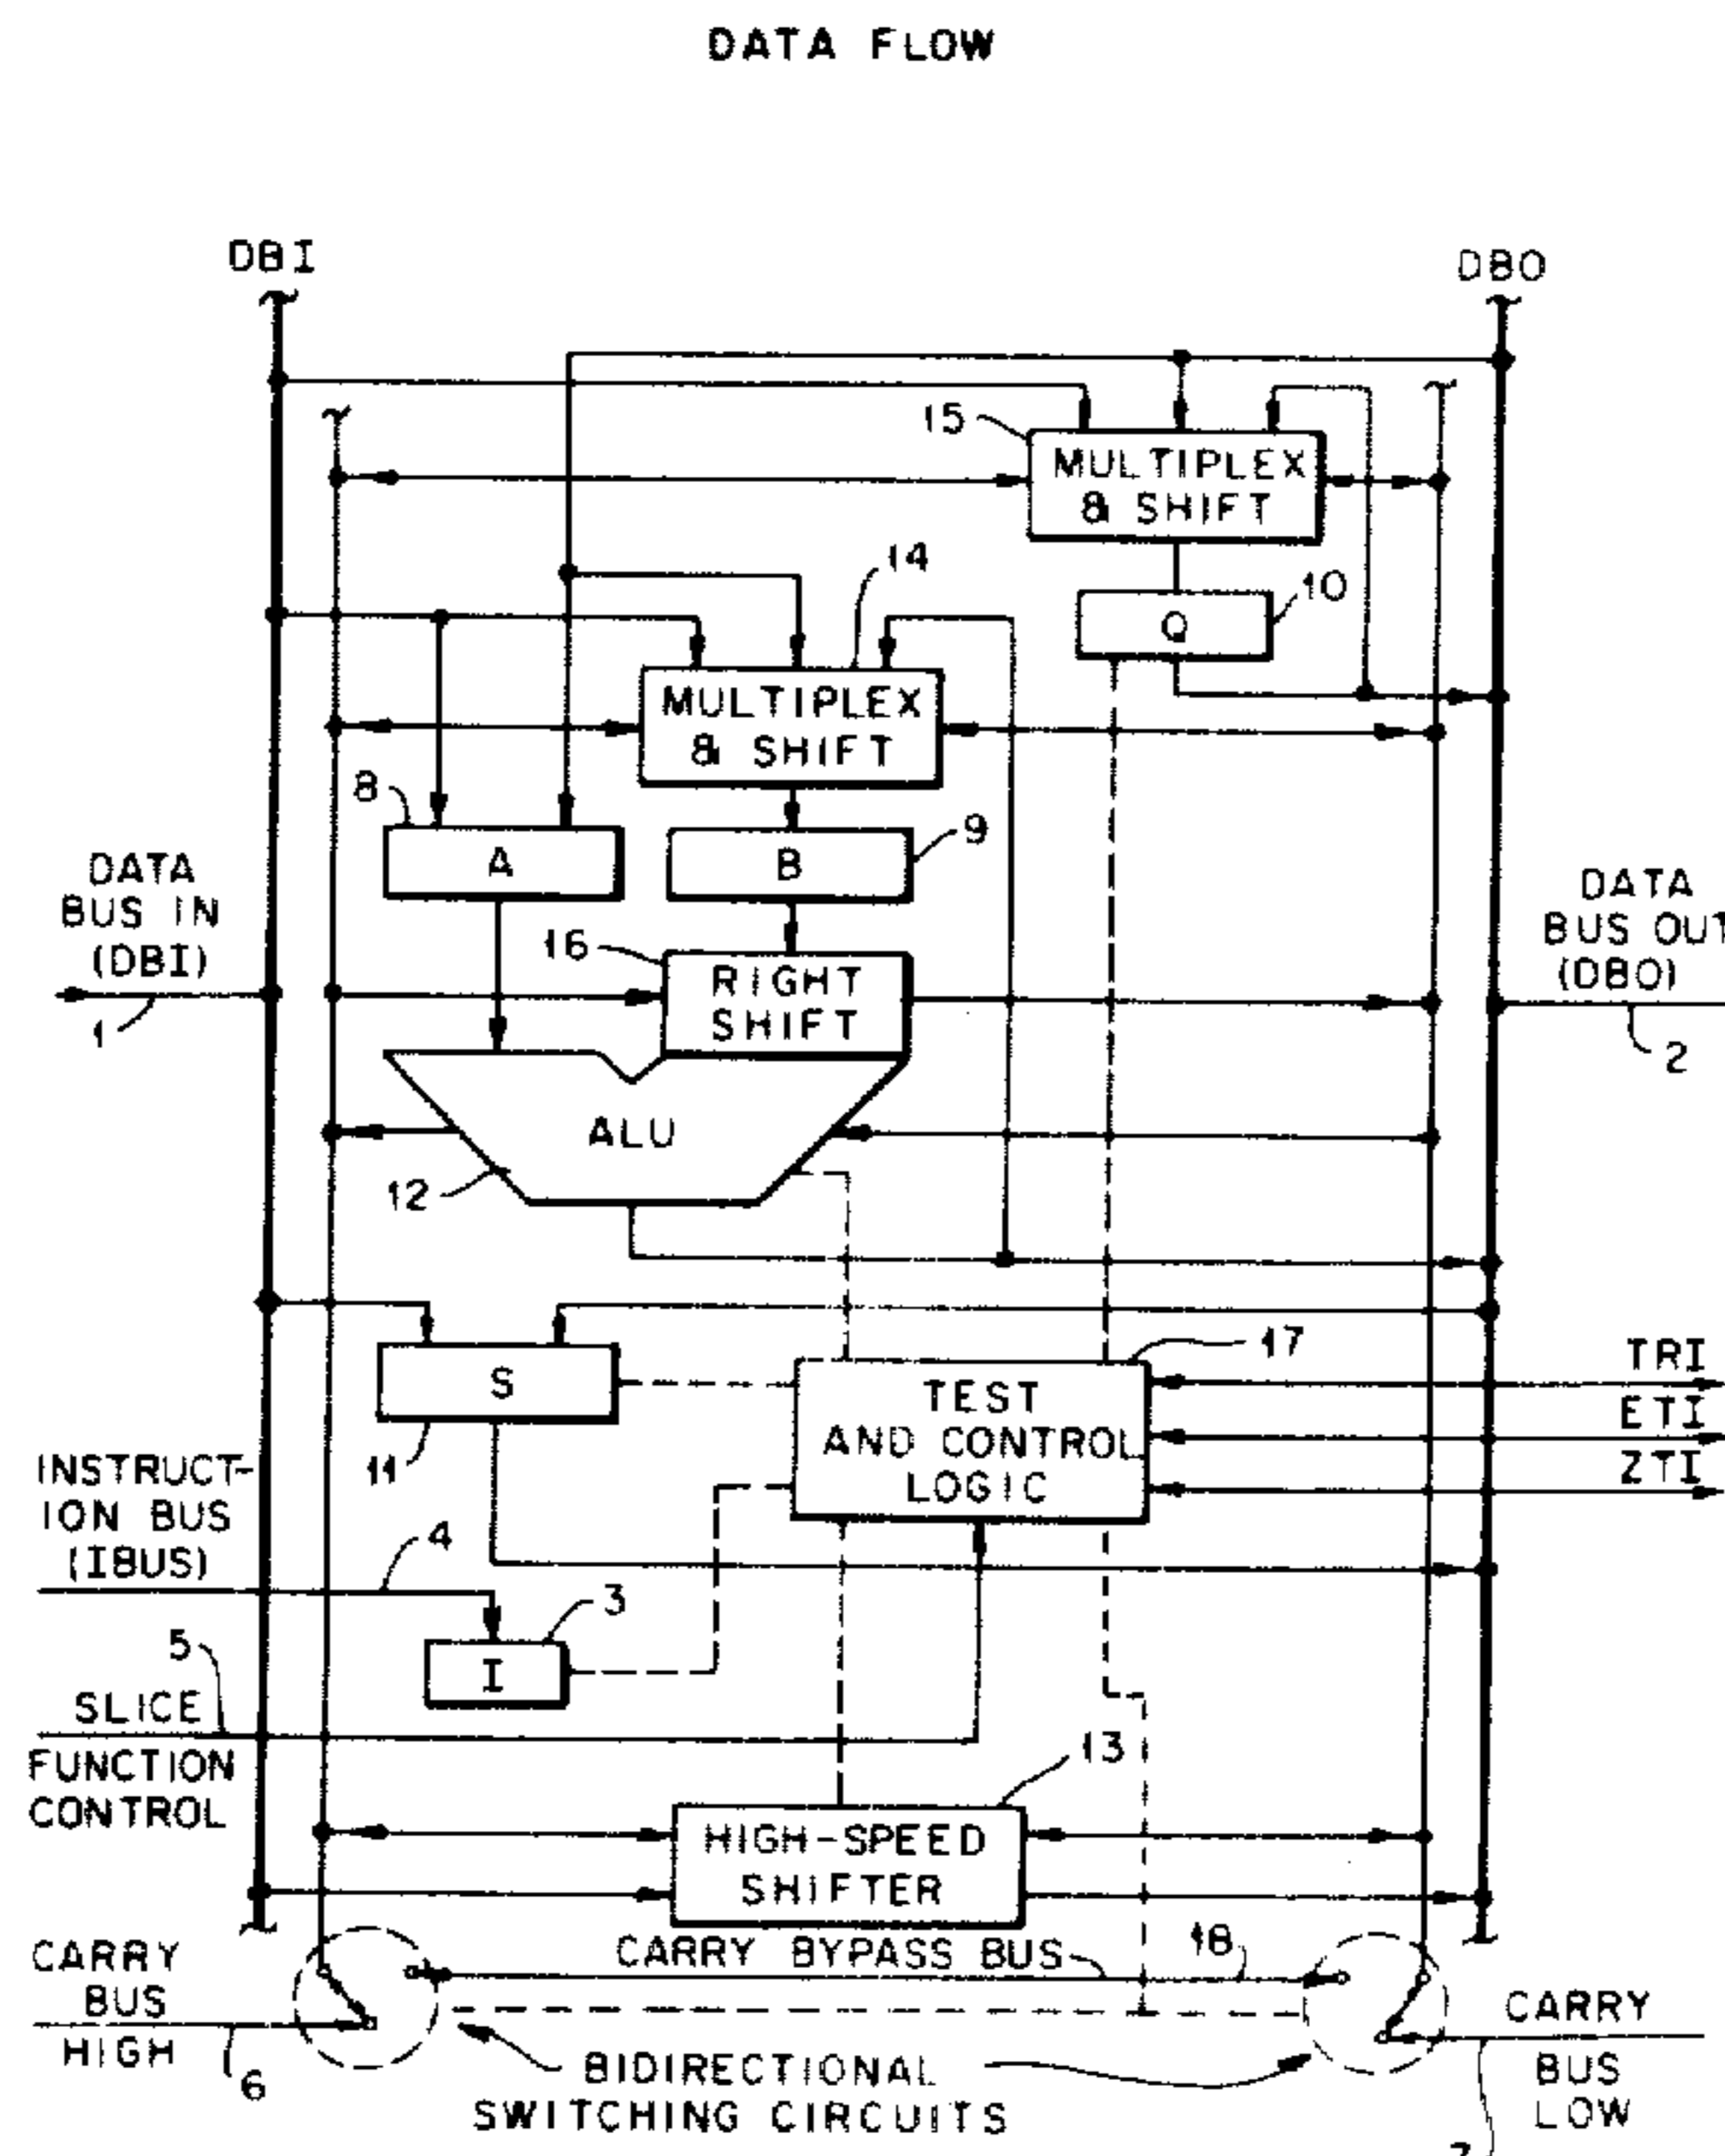 DATA FLOW
DBI
DBO
15
MULTIPLEX
& SHIFT
14
10
Q
MULTIPLEX
& SHIFT
8
A
B
9
DATA
BUS IN
(DBI)
1
DATA
BUS OUT
(DBO)
2
16
RIGHT
SHIFT
ALU
12
17
S
11
TEST
AND CONTROL
LOGIC
TRI
ETI
ZTI
INSTRUCT-
ION BUS
(IBUS)
4
3
I
5
SLICE
FUNCTION
CONTROL
13
HIGH-SPEED
SHIFTER
CARRY BYPASS BUS
18
CARRY
BUS
HIGH
6
BIDIRECTIONAL
SWITCHING CIRCUITS
CARRY
BUS
LOW
7